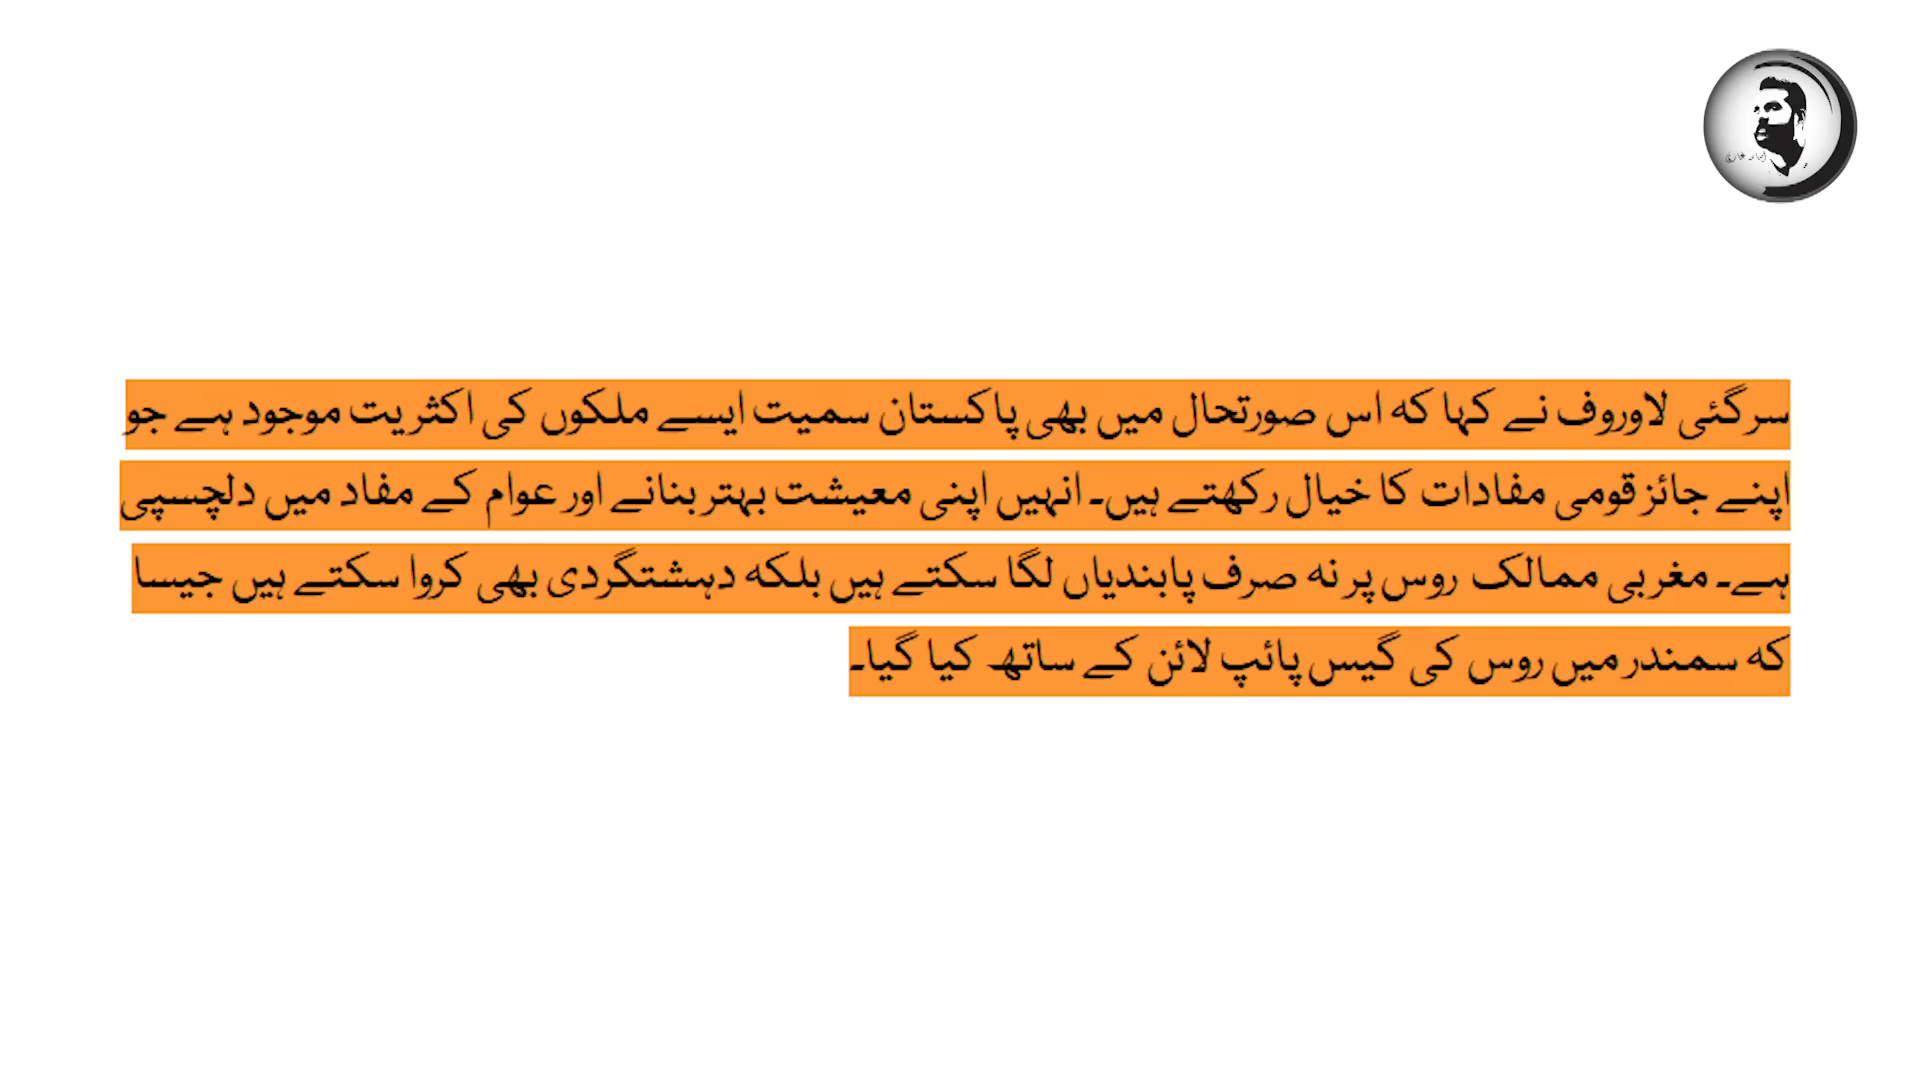 سرگئی لاوروف نے کہا کہ اس صورتحال میں بھی پاکستان سمیت ایسے ملکوں کی اکثریت موجود ہے جو
اپنے جائز قومی مفادات کا خیال رکھتے ہیں۔ انہیں اپنی معیشت بہتر بنانے اور عوام کے مفاد میں دلچسپی
ہے۔ مغربی ممالک روس پر نہ صرف پابندیاں لگا سکتے ہیں بلکہ دہشتگردی بھی کروا سکتے ہیں جیسا
کہ سمندر میں روس کی گیس پائپ لائن کے ساتھ کیا گیا۔